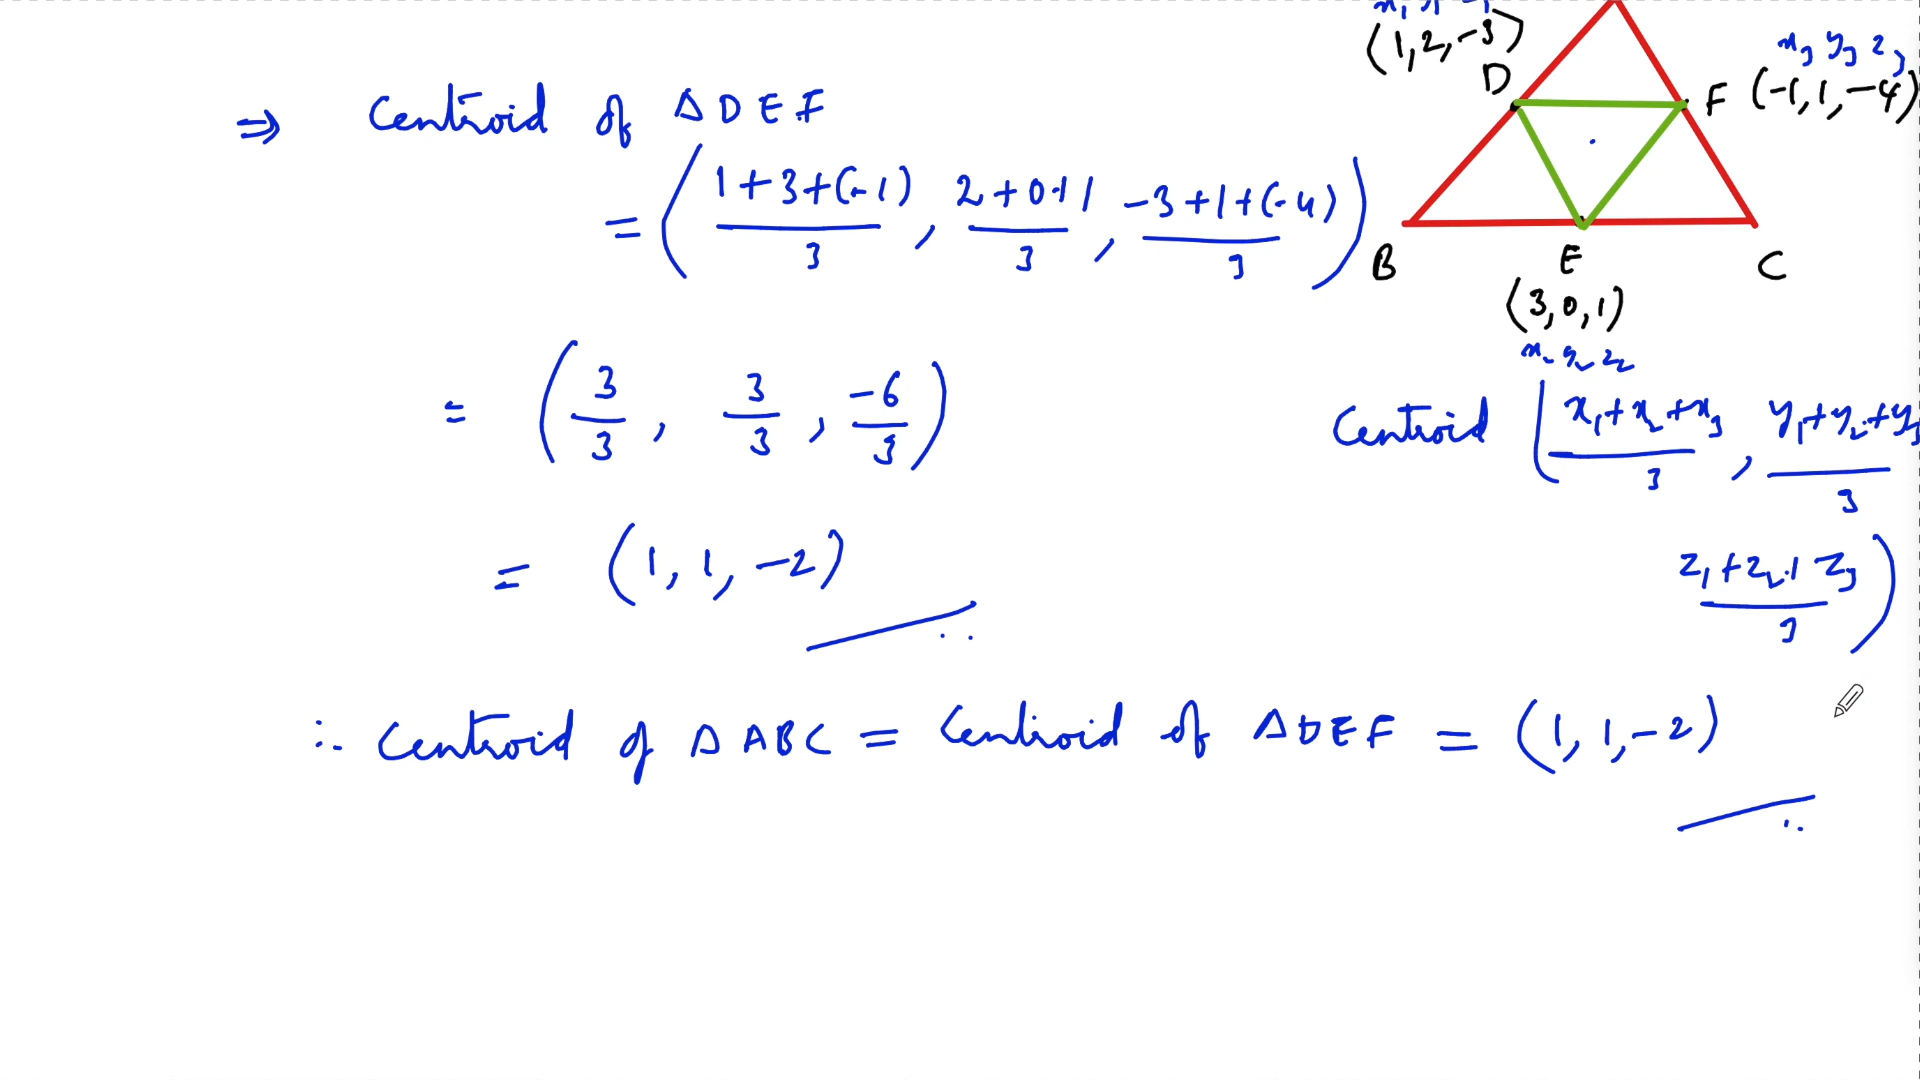 (1, 2, -3)
D
x₃ y₃ z₃
F (-1, 1, -4)
B E C
(3, 0, 1)
x₂ y₂ z₂
⇒ Centroid of ΔDEF
= ( 1+3+(-1) / 3 , 2+0+1 / 3 , -3+1+(-4) / 3 )
= ( 3/3 , 3/3 , -6/3 )
= (1, 1, -2)
Centroid ( x₁+x₂+x₃ / 3 , y₁+y₂+y₃ / 3
z₁+z₂+z₃ / 3 )
∴ Centroid of ΔABC = Centroid of ΔDEF = (1, 1, -2)